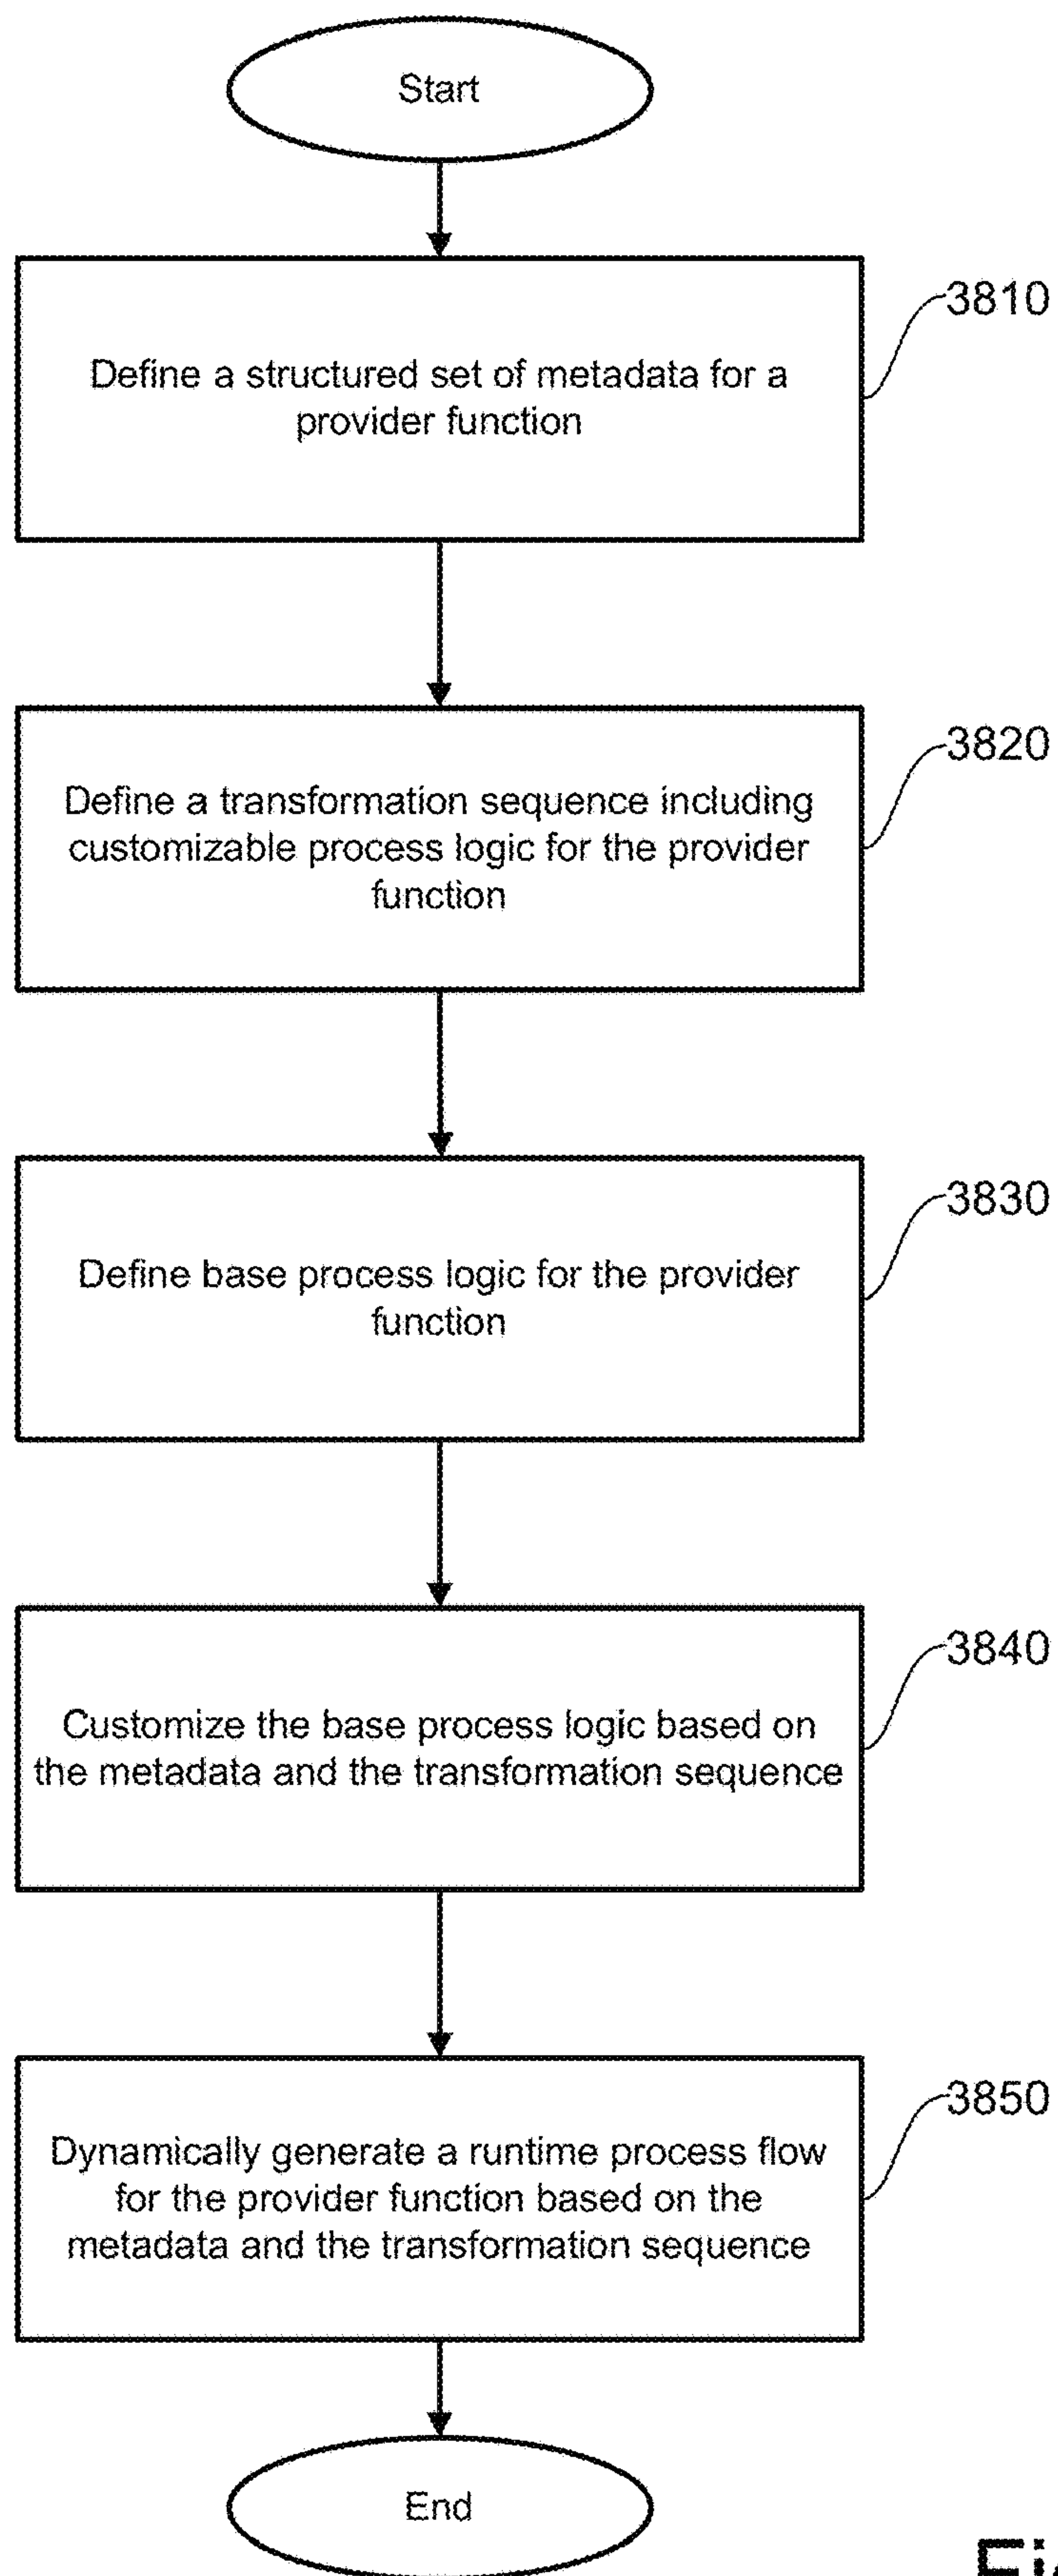 Start
3810
Define a structured set of metadata for a
provider function
3820
Define a transformation sequence including
customizable process logic for the provider
function
3830
Define base process logic for the provider
function
3840
Customize the base process logic based on
the metadata and the transformation sequence
3850
Dynamically generate a runtime process flow
for the provider function based on the
metadata and the transformation sequence
End